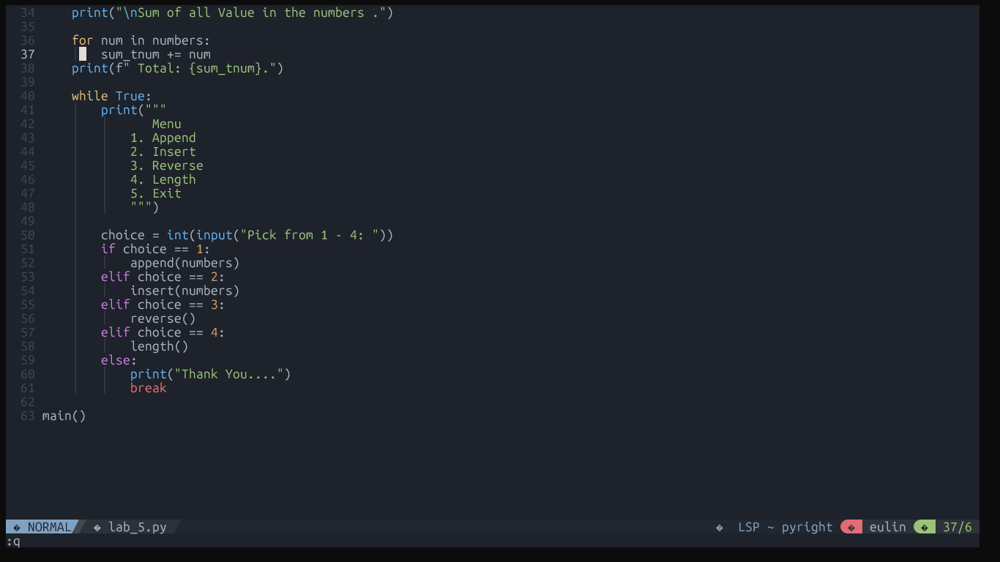 34     print("\nSum of all Value in the numbers .")
35
36     for num in numbers:
37         sum_tnum += num
38     print(f" Total: {sum_tnum}.")
39
40     while True:
41         print("""
42                Menu
43             1. Append
44             2. Insert
45             3. Reverse
46             4. Length
47             5. Exit
48             """)
49
50         choice = int(input("Pick from 1 - 4: "))
51         if choice == 1:
52             append(numbers)
53         elif choice == 2:
54             insert(numbers)
55         elif choice == 3:
56             reverse()
57         elif choice == 4:
58             length()
59         else:
60             print("Thank You....")
61             break
62
63 main()
� NORMAL � lab_5.py � LSP ~ pyright � eulin � 37/6
:q